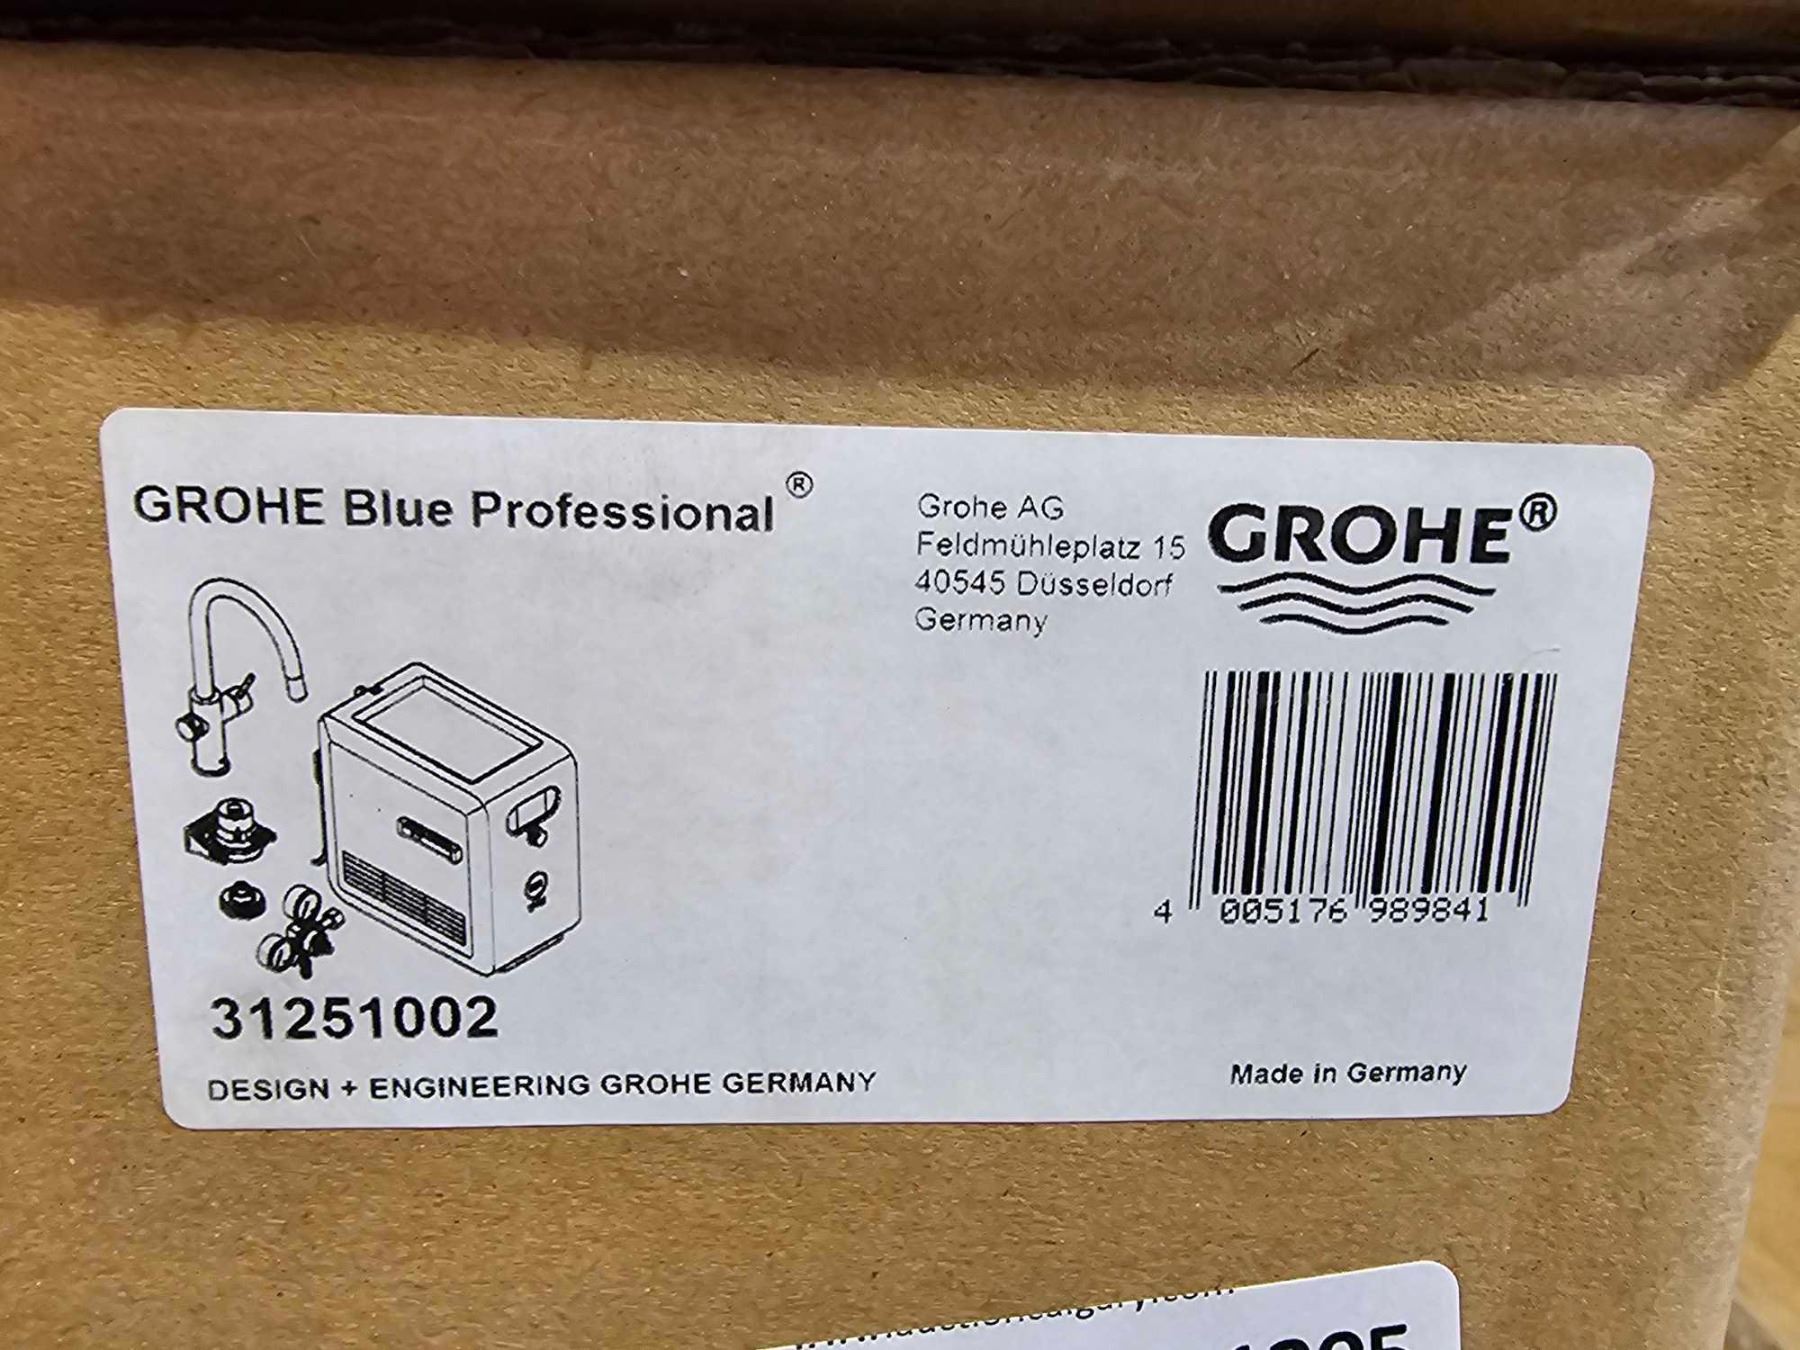 GROHE Blue Professional ®
Grohe AG
Feldmühleplatz 15
40545 Düsseldorf
Germany
GROHE®
4 005176 989841
31251002
DESIGN + ENGINEERING GROHE GERMANY
Made in Germany